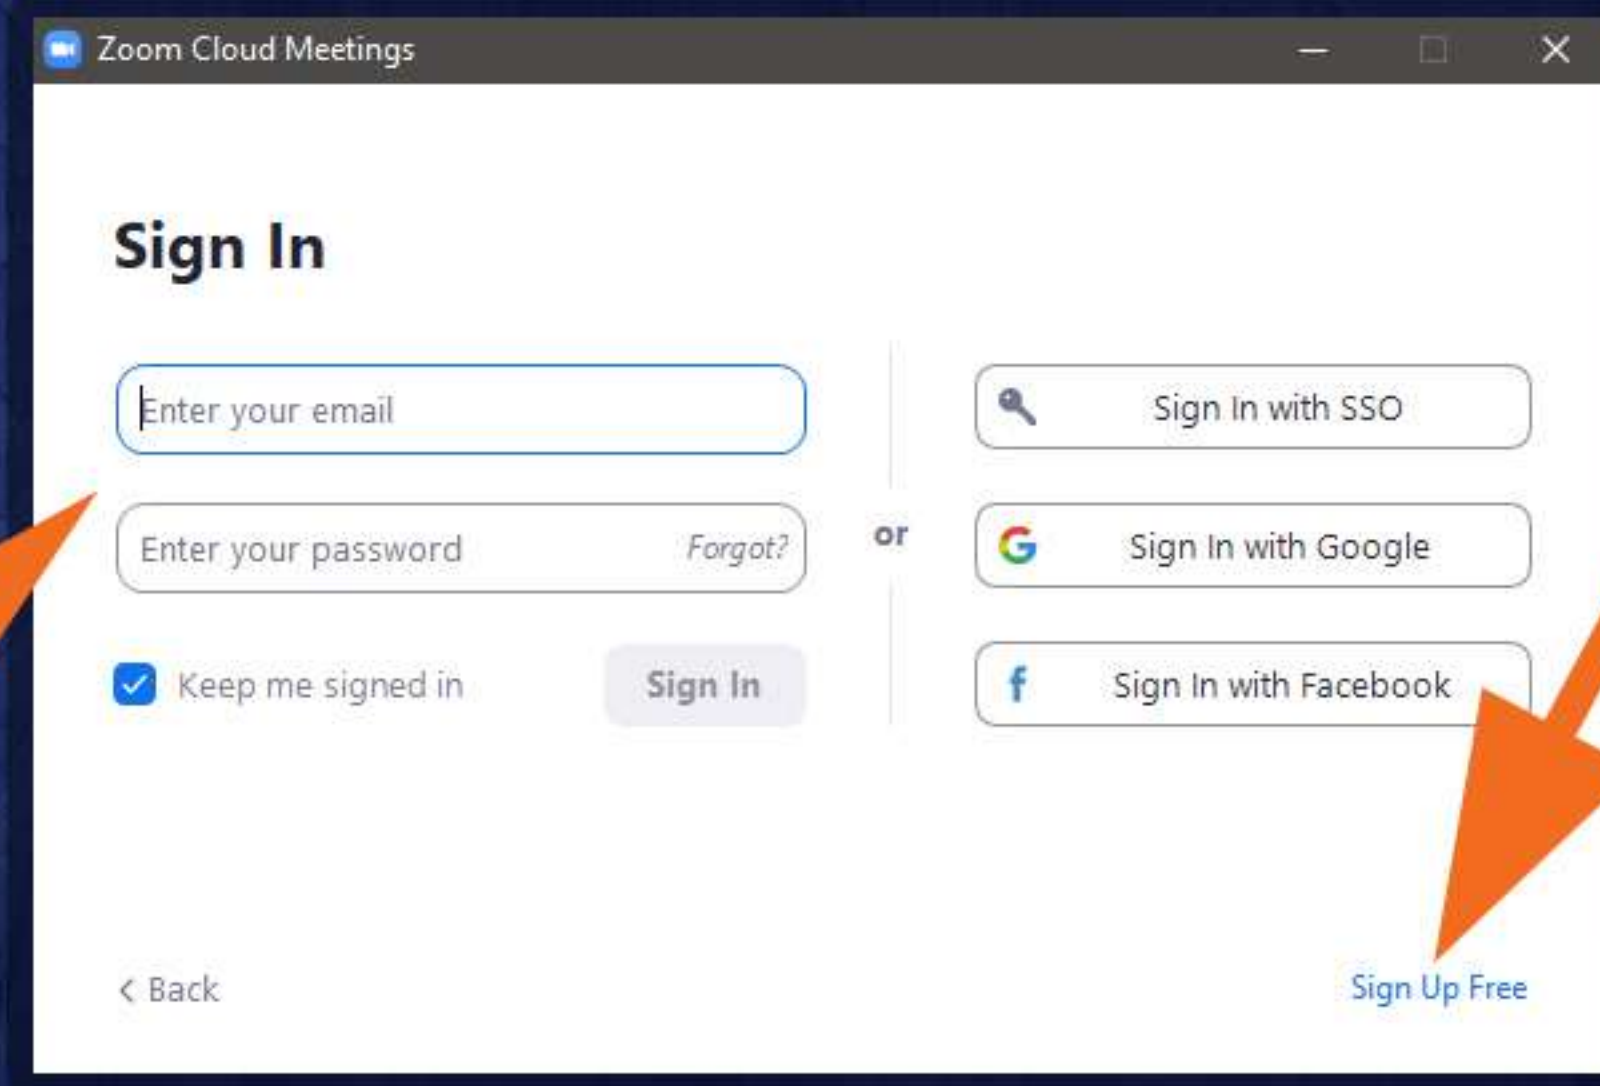 Zoom Cloud Meetings
Sign In
Enter your email
Enter your password
Forgot?
Keep me signed in
Sign In
or
Sign In with SSO
Sign In with Google
Sign In with Facebook
Back
Sign Up Free